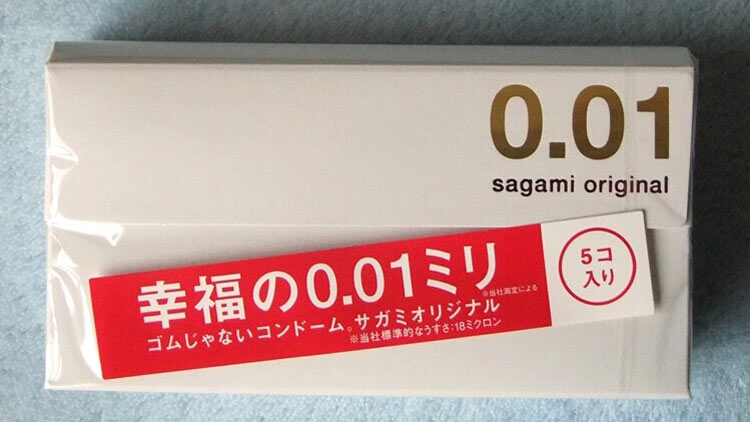 0.01
sagami original
幸福の0.01ミリ
※当社測定による
ゴムじゃないコンドーム。サガミオリジナル
※当社標準的なうすさ:18ミクロン
5コ
入り